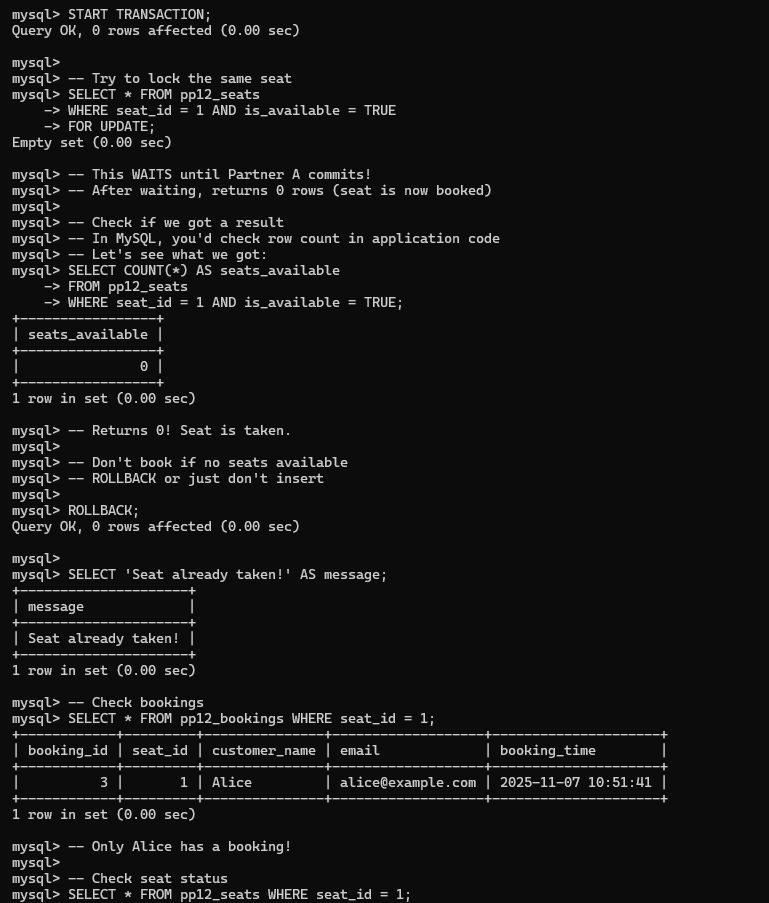 mysql> START TRANSACTION;
Query OK, 0 rows affected (0.00 sec)
mysql>
mysql> -- Try to lock the same seat
mysql> SELECT * FROM pp12_seats
    -> WHERE seat_id = 1 AND is_available = TRUE
    -> FOR UPDATE;
Empty set (0.00 sec)
mysql> -- This WAITS until Partner A commits!
mysql> -- After waiting, returns 0 rows (seat is now booked)
mysql>
mysql> -- Check if we got a result
mysql> -- In MySQL, you'd check row count in application code
mysql> -- Let's see what we got:
mysql> SELECT COUNT(*) AS seats_available
    -> FROM pp12_seats
    -> WHERE seat_id = 1 AND is_available = TRUE;
+-----------------+
| seats_available |
+-----------------+
|               0 |
+-----------------+
1 row in set (0.00 sec)
mysql> -- Returns 0! Seat is taken.
mysql>
mysql> -- Don't book if no seats available
mysql> -- ROLLBACK or just don't insert
mysql>
mysql> ROLLBACK;
Query OK, 0 rows affected (0.00 sec)
mysql>
mysql> SELECT 'Seat already taken!' AS message;
+---------------------+
| message             |
+---------------------+
| Seat already taken! |
+---------------------+
1 row in set (0.00 sec)
mysql> -- Check bookings
mysql> SELECT * FROM pp12_bookings WHERE seat_id = 1;
+------------+---------+---------------+-------------------+---------------------+
| booking_id | seat_id | customer_name | email             | booking_time        |
+------------+---------+---------------+-------------------+---------------------+
|          3 |       1 | Alice         | alice@example.com | 2025-11-07 10:51:41 |
+------------+---------+---------------+-------------------+---------------------+
1 row in set (0.00 sec)
mysql> -- Only Alice has a booking!
mysql>
mysql> -- Check seat status
mysql> SELECT * FROM pp12_seats WHERE seat_id = 1;